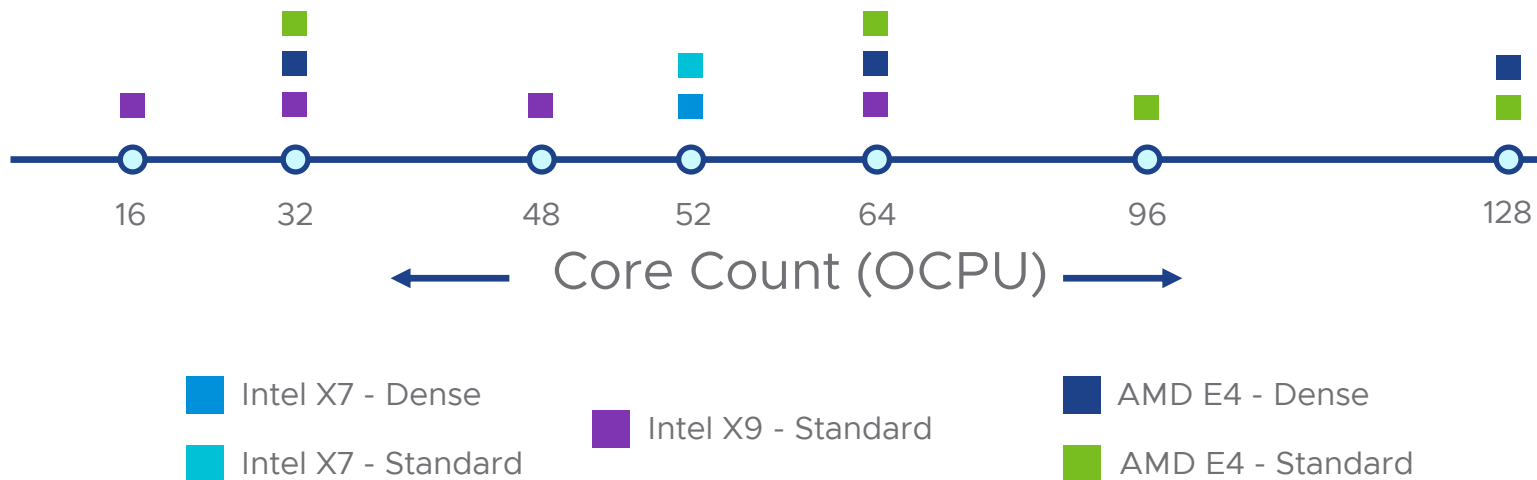 16 32 48 52 64 96 128
Core Count (OCPU)
Intel X7 - Dense
Intel X7 - Standard
Intel X9 - Standard
AMD E4 - Dense
AMD E4 - Standard